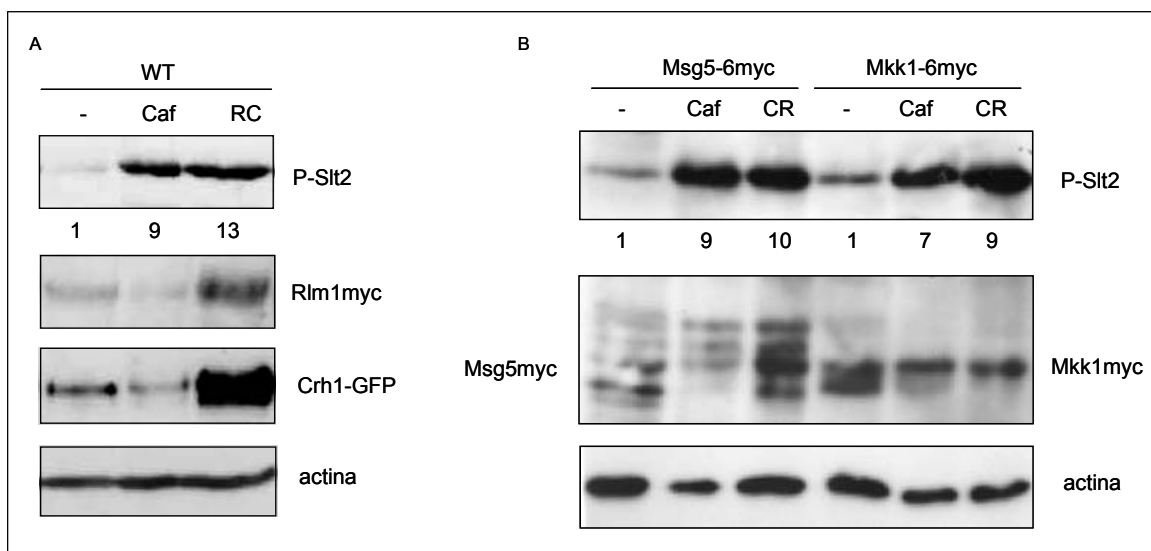 A
WT
- Caf RC
P-Slt2
1 9 13
Rlm1myc
Crh1-GFP
actina
B
Msg5-6myc Mkk1-6myc
- Caf CR - Caf CR
P-Slt2
1 9 10 1 7 9
Msg5myc Mkk1myc
actina